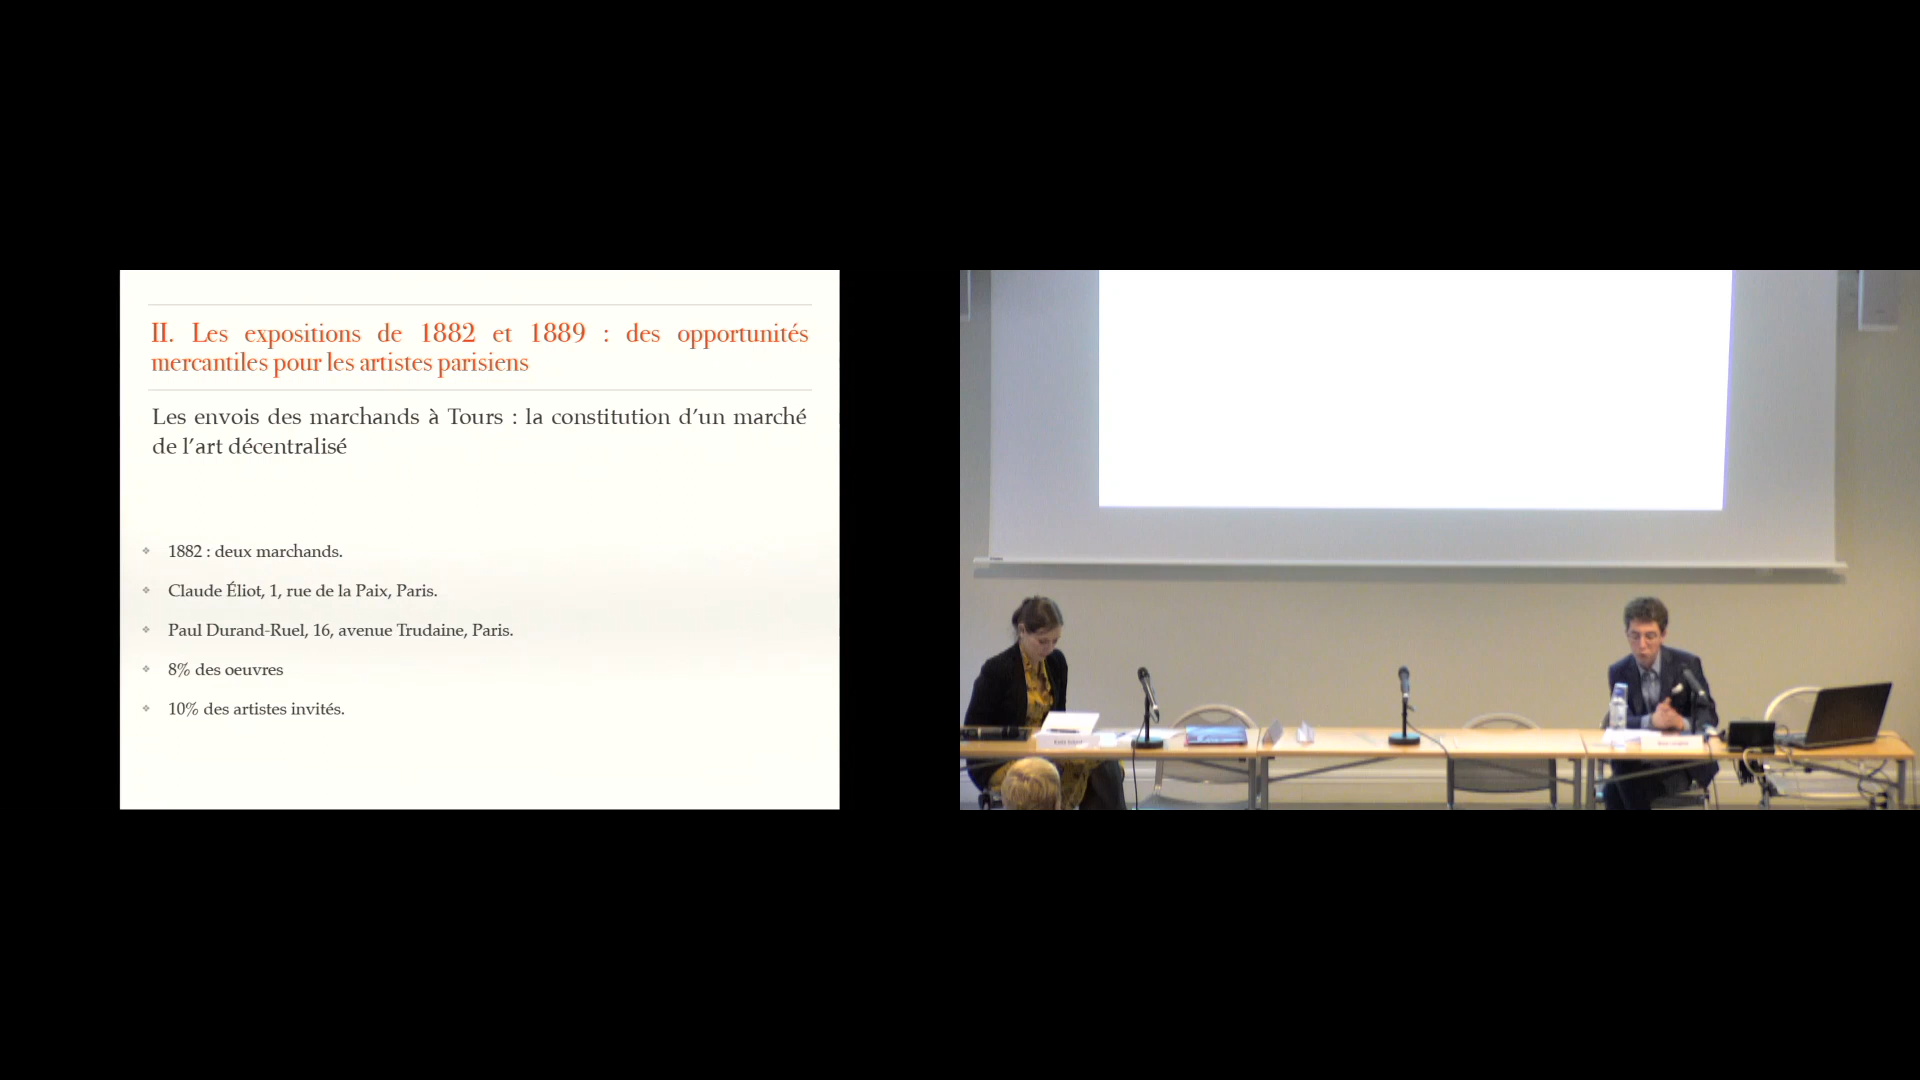 II. Les expositions de 1882 et 1889 : des opportunités
mercantiles pour les artistes parisiens
Les envois des marchands à Tours : la constitution d’un marché
de l’art décentralisé
1882 : deux marchands.
Claude Éliot, 1, rue de la Paix, Paris.
Paul Durand-Ruel, 16, avenue Trudaine, Paris.
8% des oeuvres
10% des artistes invités.